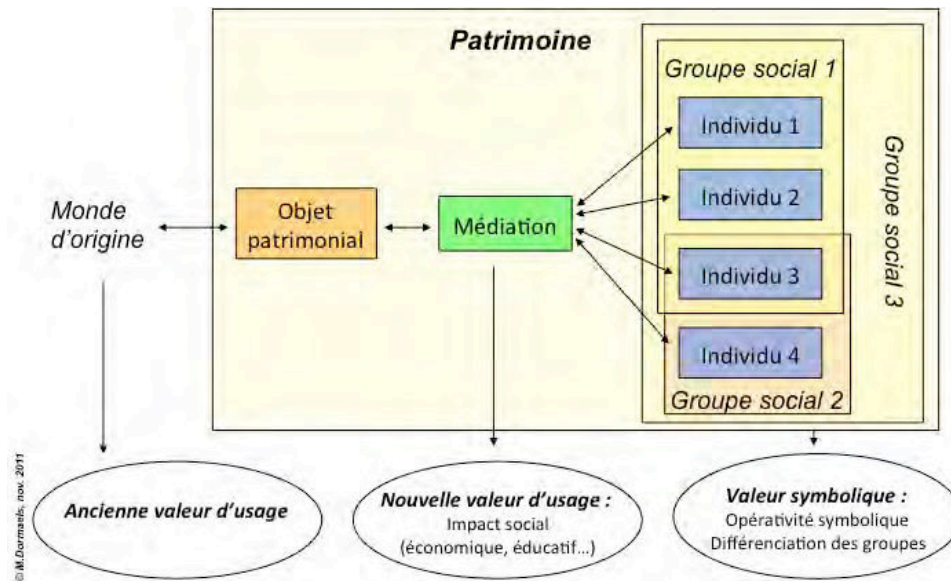 Patrimoine
Groupe social 1
Individu 1
Individu 2
Individu 3
Individu 4
Groupe social 2
Groupe social 3
Monde
d'origine
Objet
patrimonial
Médiation
Ancienne valeur d'usage
Nouvelle valeur d'usage :
Impact social
(économique, éducatif...)
Valeur symbolique :
Opérativité symbolique
Différenciation des groupes
© M.Dormaels, nov. 2011